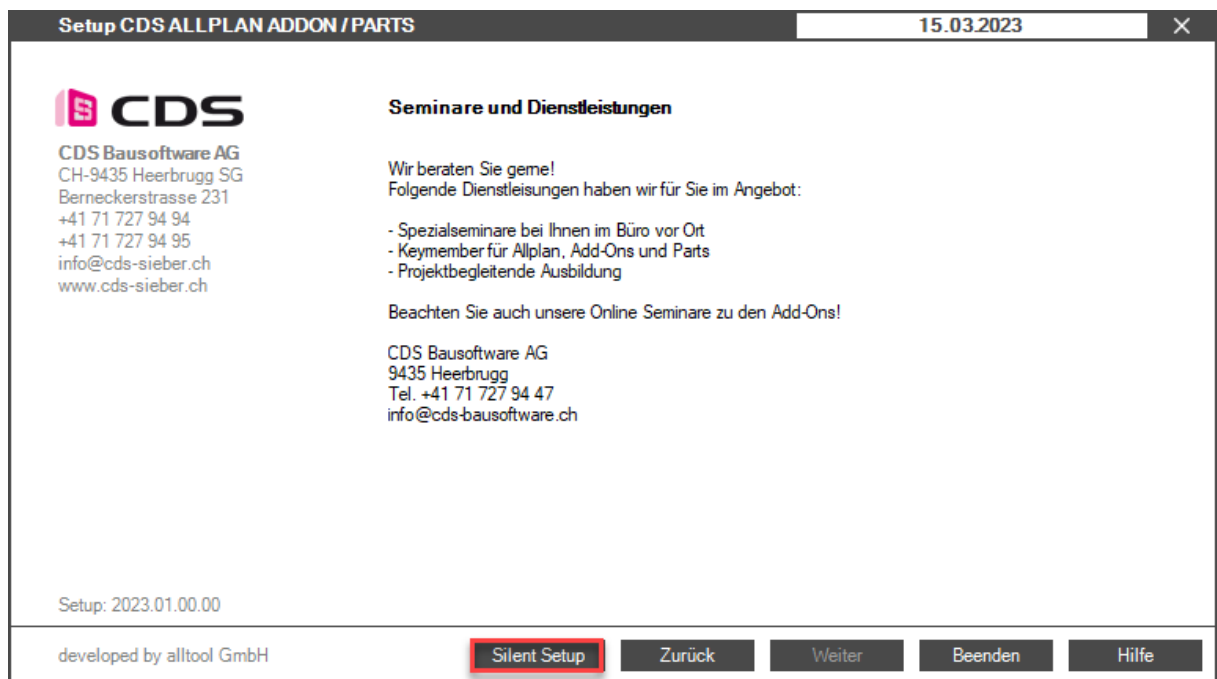 Setup CDS ALLPLAN ADDON / PARTS
15.03.2023
CDS
CDS Bausoftware AG
CH-9435 Heerbrugg SG
Berneckerstrasse 231
+41 71 727 94 94
+41 71 727 94 95
info@cds-sieber.ch
www.cds-sieber.ch
Seminare und Dienstleistungen
Wir beraten Sie gerne!
Folgende Dienstleisungen haben wir für Sie im Angebot:
- Spezialseminare bei Ihnen im Büro vor Ort
- Keymember für Allplan, Add-Ons und Parts
- Projektbegleitende Ausbildung
Beachten Sie auch unsere Online Seminare zu den Add-Ons!
CDS Bausoftware AG
9435 Heerbrugg
Tel. +41 71 727 94 47
info@cds-bausoftware.ch
Setup: 2023.01.00.00
developed by alltool GmbH
Silent Setup
Zurück
Weiter
Beenden
Hilfe